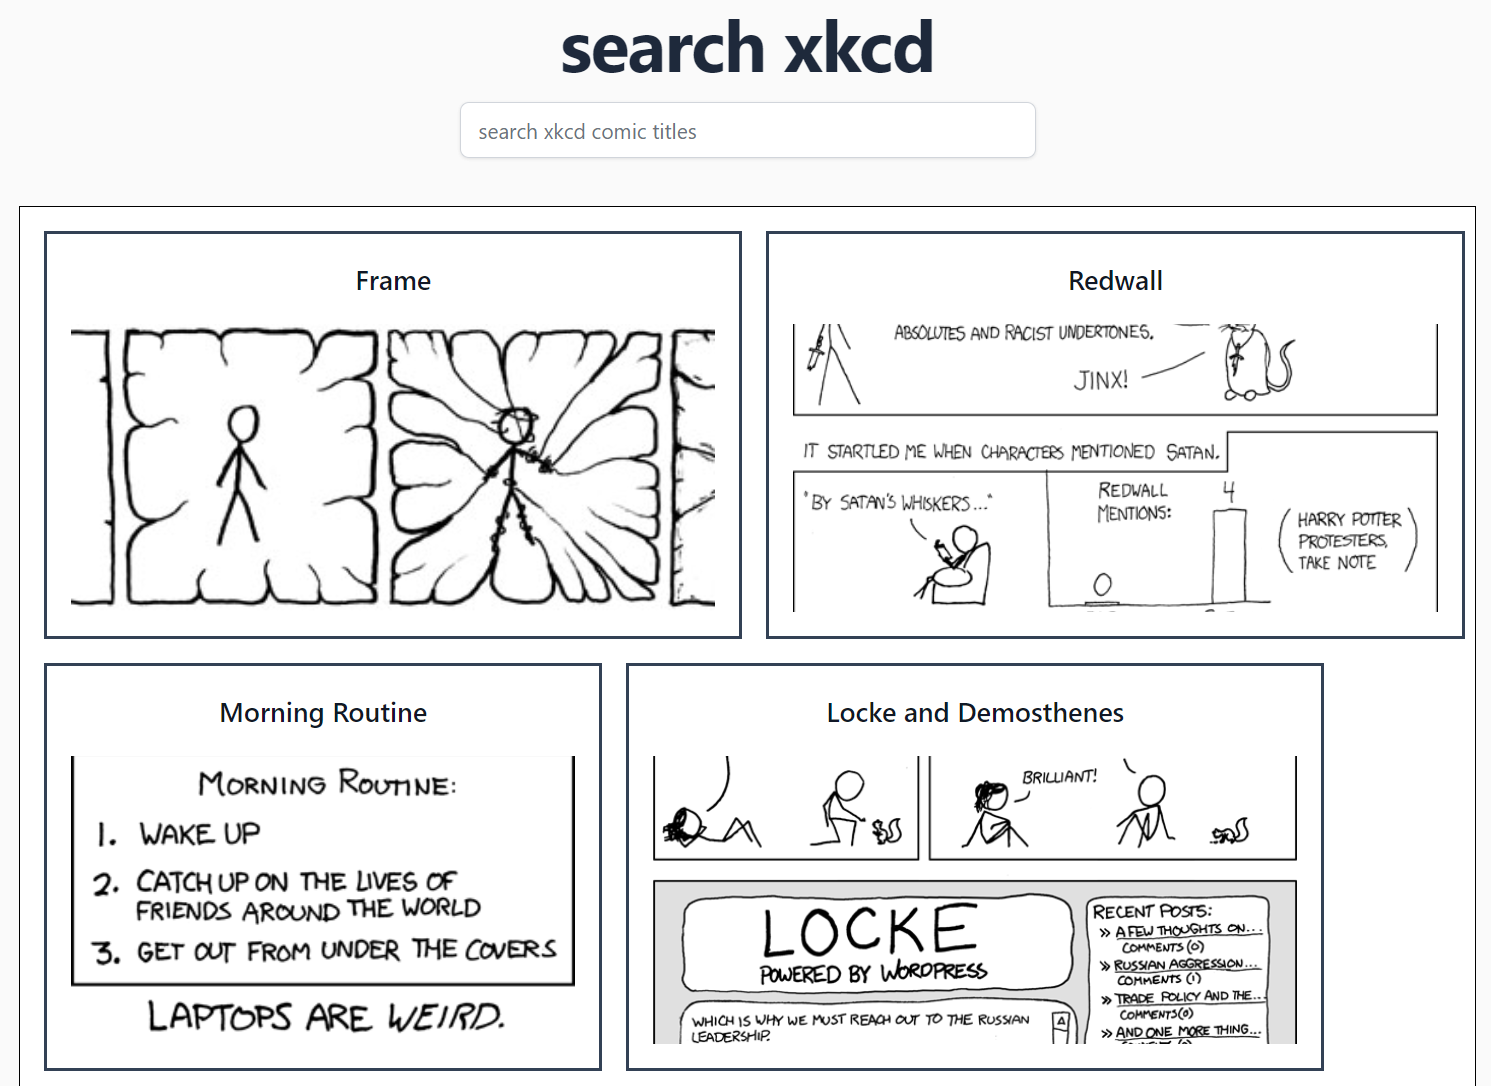 search xkcd
search xkcd comic titles
Frame
Redwall
ABSOLUTES AND RACIST UNDERTONES.
JINX!
IT STARTLED ME WHEN CHARACTERS MENTIONED SATAN.
"BY SATAN'S WHISKERS..."
REDWALL
MENTIONS:
0
4
(HARRY POTTER
PROTESTERS,
TAKE NOTE)
Morning Routine
MORNING ROUTINE:
1. WAKE UP
2. CATCH UP ON THE LIVES OF
FRIENDS AROUND THE WORLD
3. GET OUT FROM UNDER THE COVERS
LAPTOPS ARE WEIRD.
Locke and Demosthenes
BRILLIANT!
LOCKE
POWERED BY WORDPRESS
WHICH IS WHY WE MUST REACH OUT TO THE RUSSIAN
LEADERSHIP.
RECENT POSTS:
» A FEW THOUGHTS ON...
COMMENTS (0)
» RUSSIAN AGGRESSION...
COMMENTS (1)
» TRADE POLICY AND THE...
COMMENTS (0)
» AND ONE MORE THING...